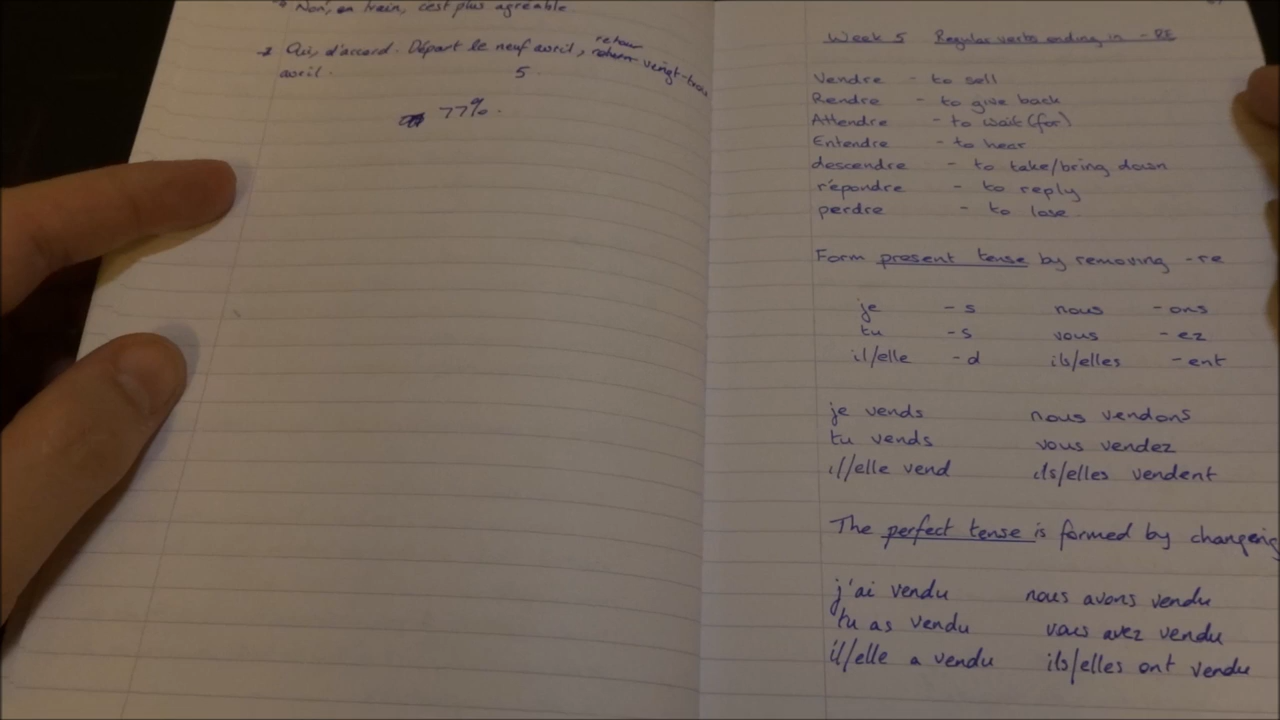 Non, en train, c'est plus agréable
→ Oui, d'accord. Départ le neuf avril, retour vingt-trois
avril. 5.
77%.
Week 5 Regular verbs ending in -RE
Vendre - to sell
Rendre - to give back
Attendre - to wait (for)
Entendre - to hear
descendre - to take/bring down
répondre - to reply
perdre - to lose
Form present tense by removing -re
je -s nous -ons
tu -s vous -ez
il/elle -d ils/elles -ent
je vends nous vendons
tu vends vous vendez
il/elle vend ils/elles vendent
The perfect tense is formed by changeing
j'ai vendu nous avons vendu
tu as vendu vous avez vendu
il/elle a vendu ils/elles ont vendu